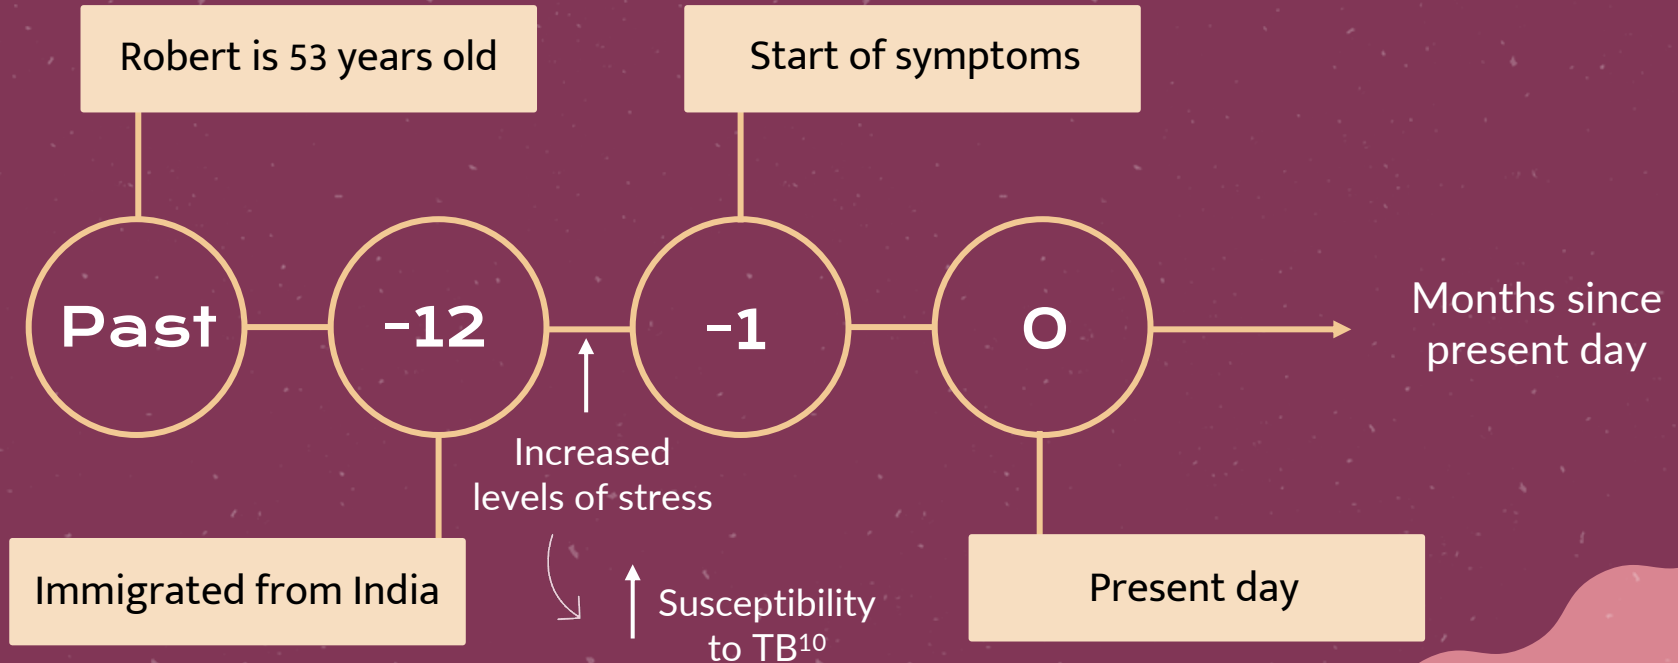 Robert is 53 years old
Start of symptoms
Past
-12
-1
0
Months since
present day
Increased
levels of stress
Immigrated from India
Susceptibility
to TB¹⁰
Present day